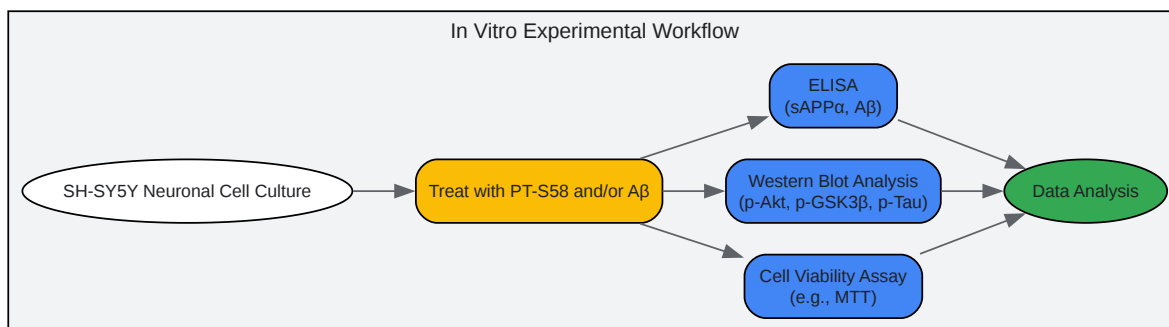 In Vitro Experimental Workflow
SH-SY5Y Neuronal Cell Culture
Treat with PT-S58 and/or Aβ
ELISA
(sAPPα, Aβ)
Western Blot Analysis
(p-Akt, p-GSK3β, p-Tau)
Cell Viability Assay
(e.g., MTT)
Data Analysis